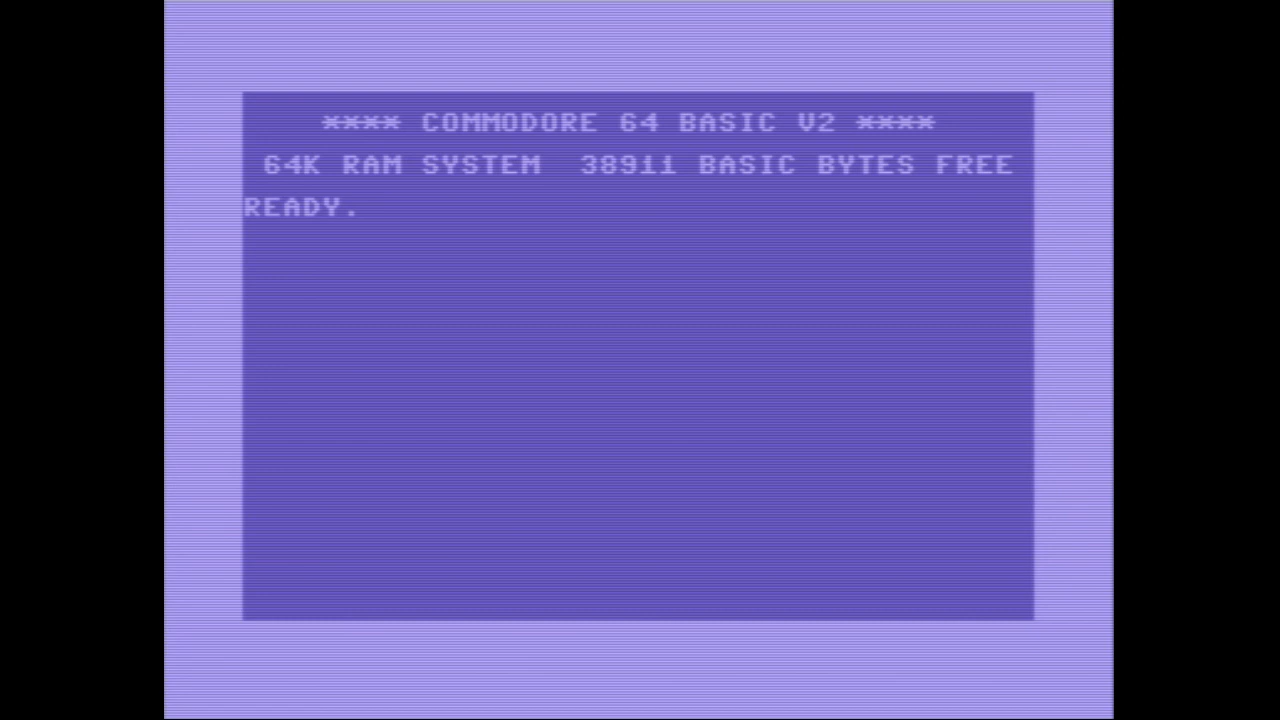 **** COMMODORE 64 BASIC V2 ****
64K RAM SYSTEM  38911 BASIC BYTES FREE
READY.